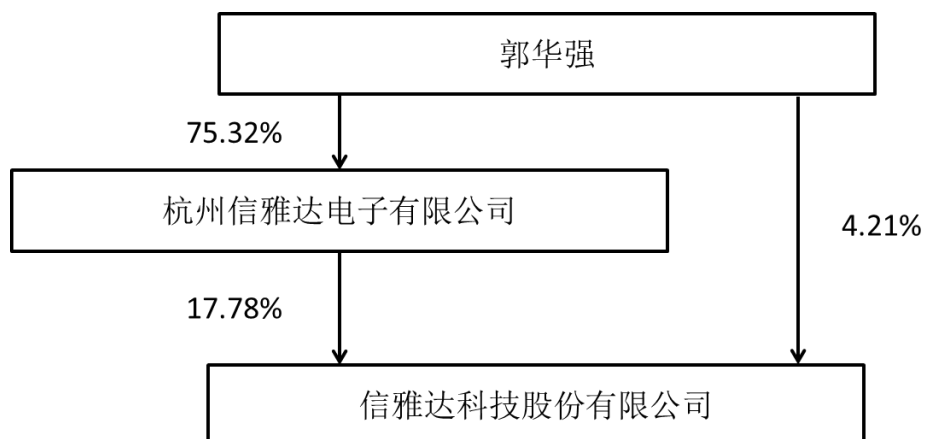 郭华强
75.32%
杭州信雅达电子有限公司
4.21%
17.78%
信雅达科技股份有限公司